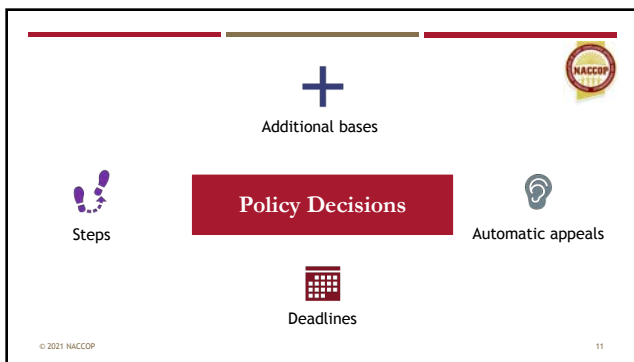 NACCOP
Additional bases
Steps
Policy Decisions
Automatic appeals
Deadlines
© 2021 NACCOP
11